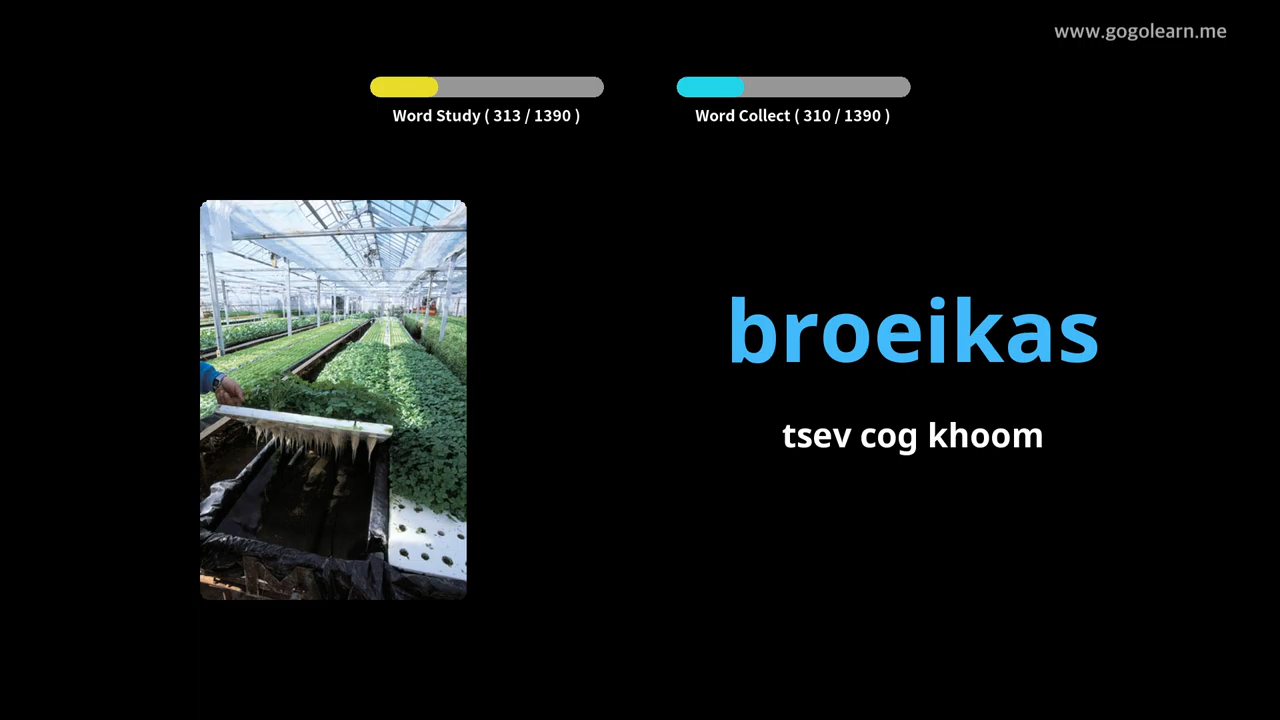 www.gogolearn.me
Word Study ( 313 / 1390 )
Word Collect ( 310 / 1390 )
broeikas
tsev cog khoom